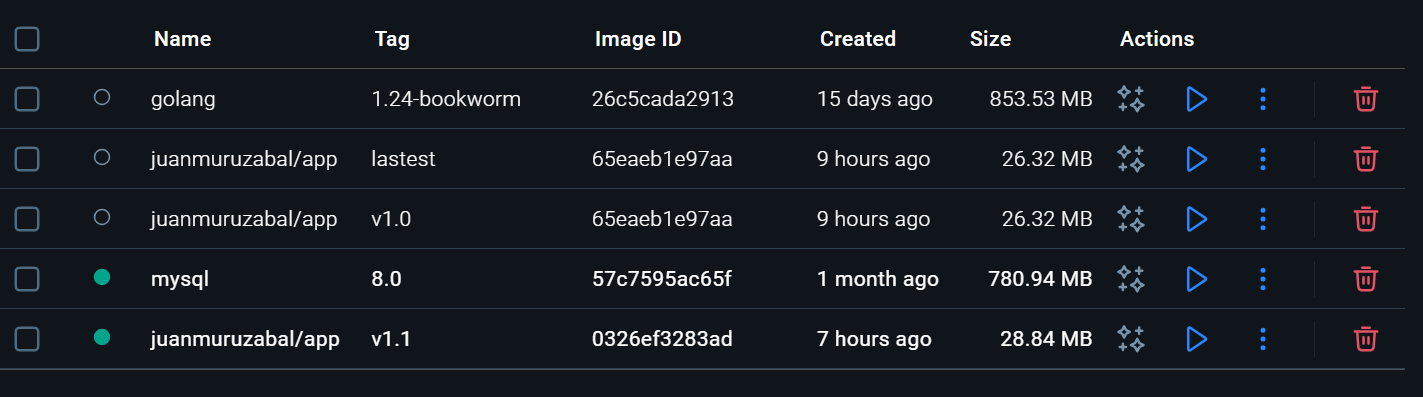 Name Tag Image ID Created Size Actions
golang 1.24-bookworm 26c5cada2913 15 days ago 853.53 MB
juanmuruzabal/app lastest 65eaeb1e97aa 9 hours ago 26.32 MB
juanmuruzabal/app v1.0 65eaeb1e97aa 9 hours ago 26.32 MB
mysql 8.0 57c7595ac65f 1 month ago 780.94 MB
juanmuruzabal/app v1.1 0326ef3283ad 7 hours ago 28.84 MB